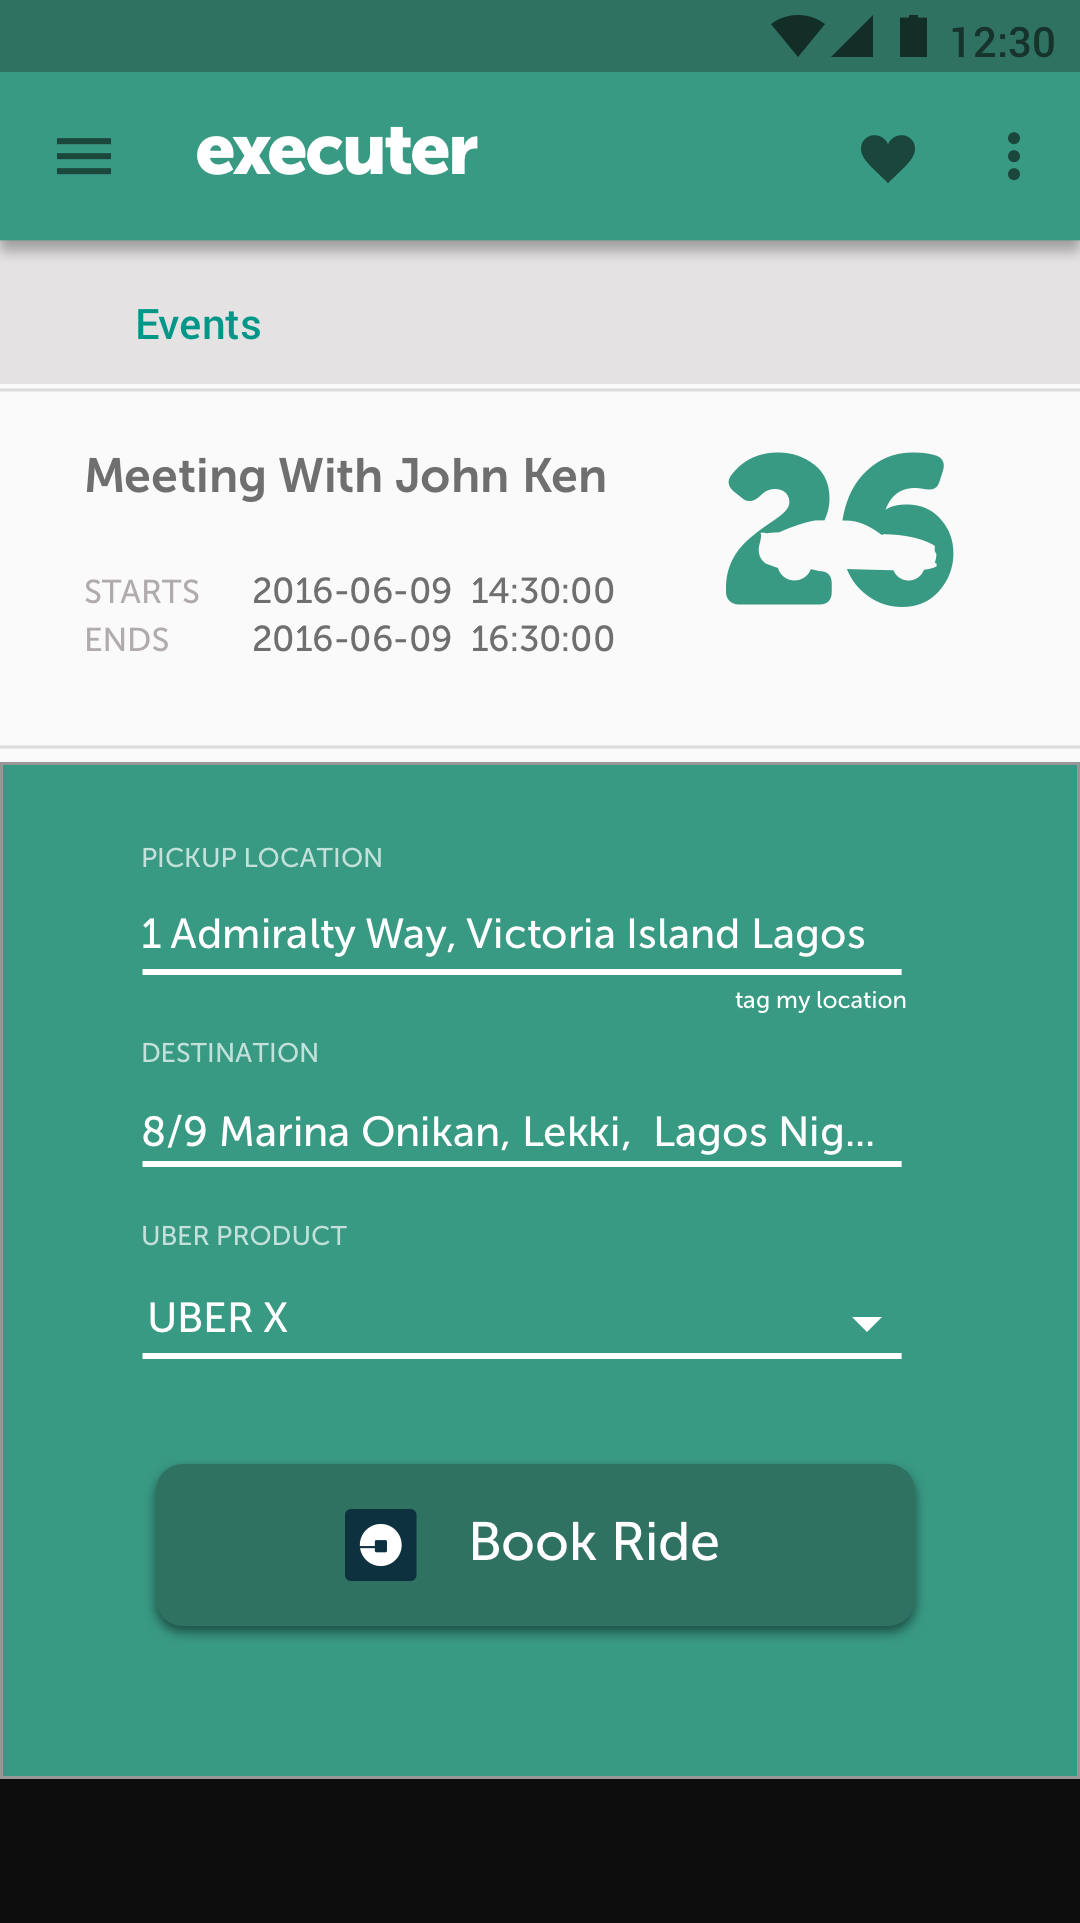 12:30
executer
Events
Meeting With John Ken
25
STARTS 2016-06-09 14:30:00
ENDS 2016-06-09 16:30:00
PICKUP LOCATION
1 Admiralty Way, Victoria Island Lagos
tag my location
DESTINATION
8/9 Marina Onikan, Lekki, Lagos Nig...
UBER PRODUCT
UBER X
Book Ride